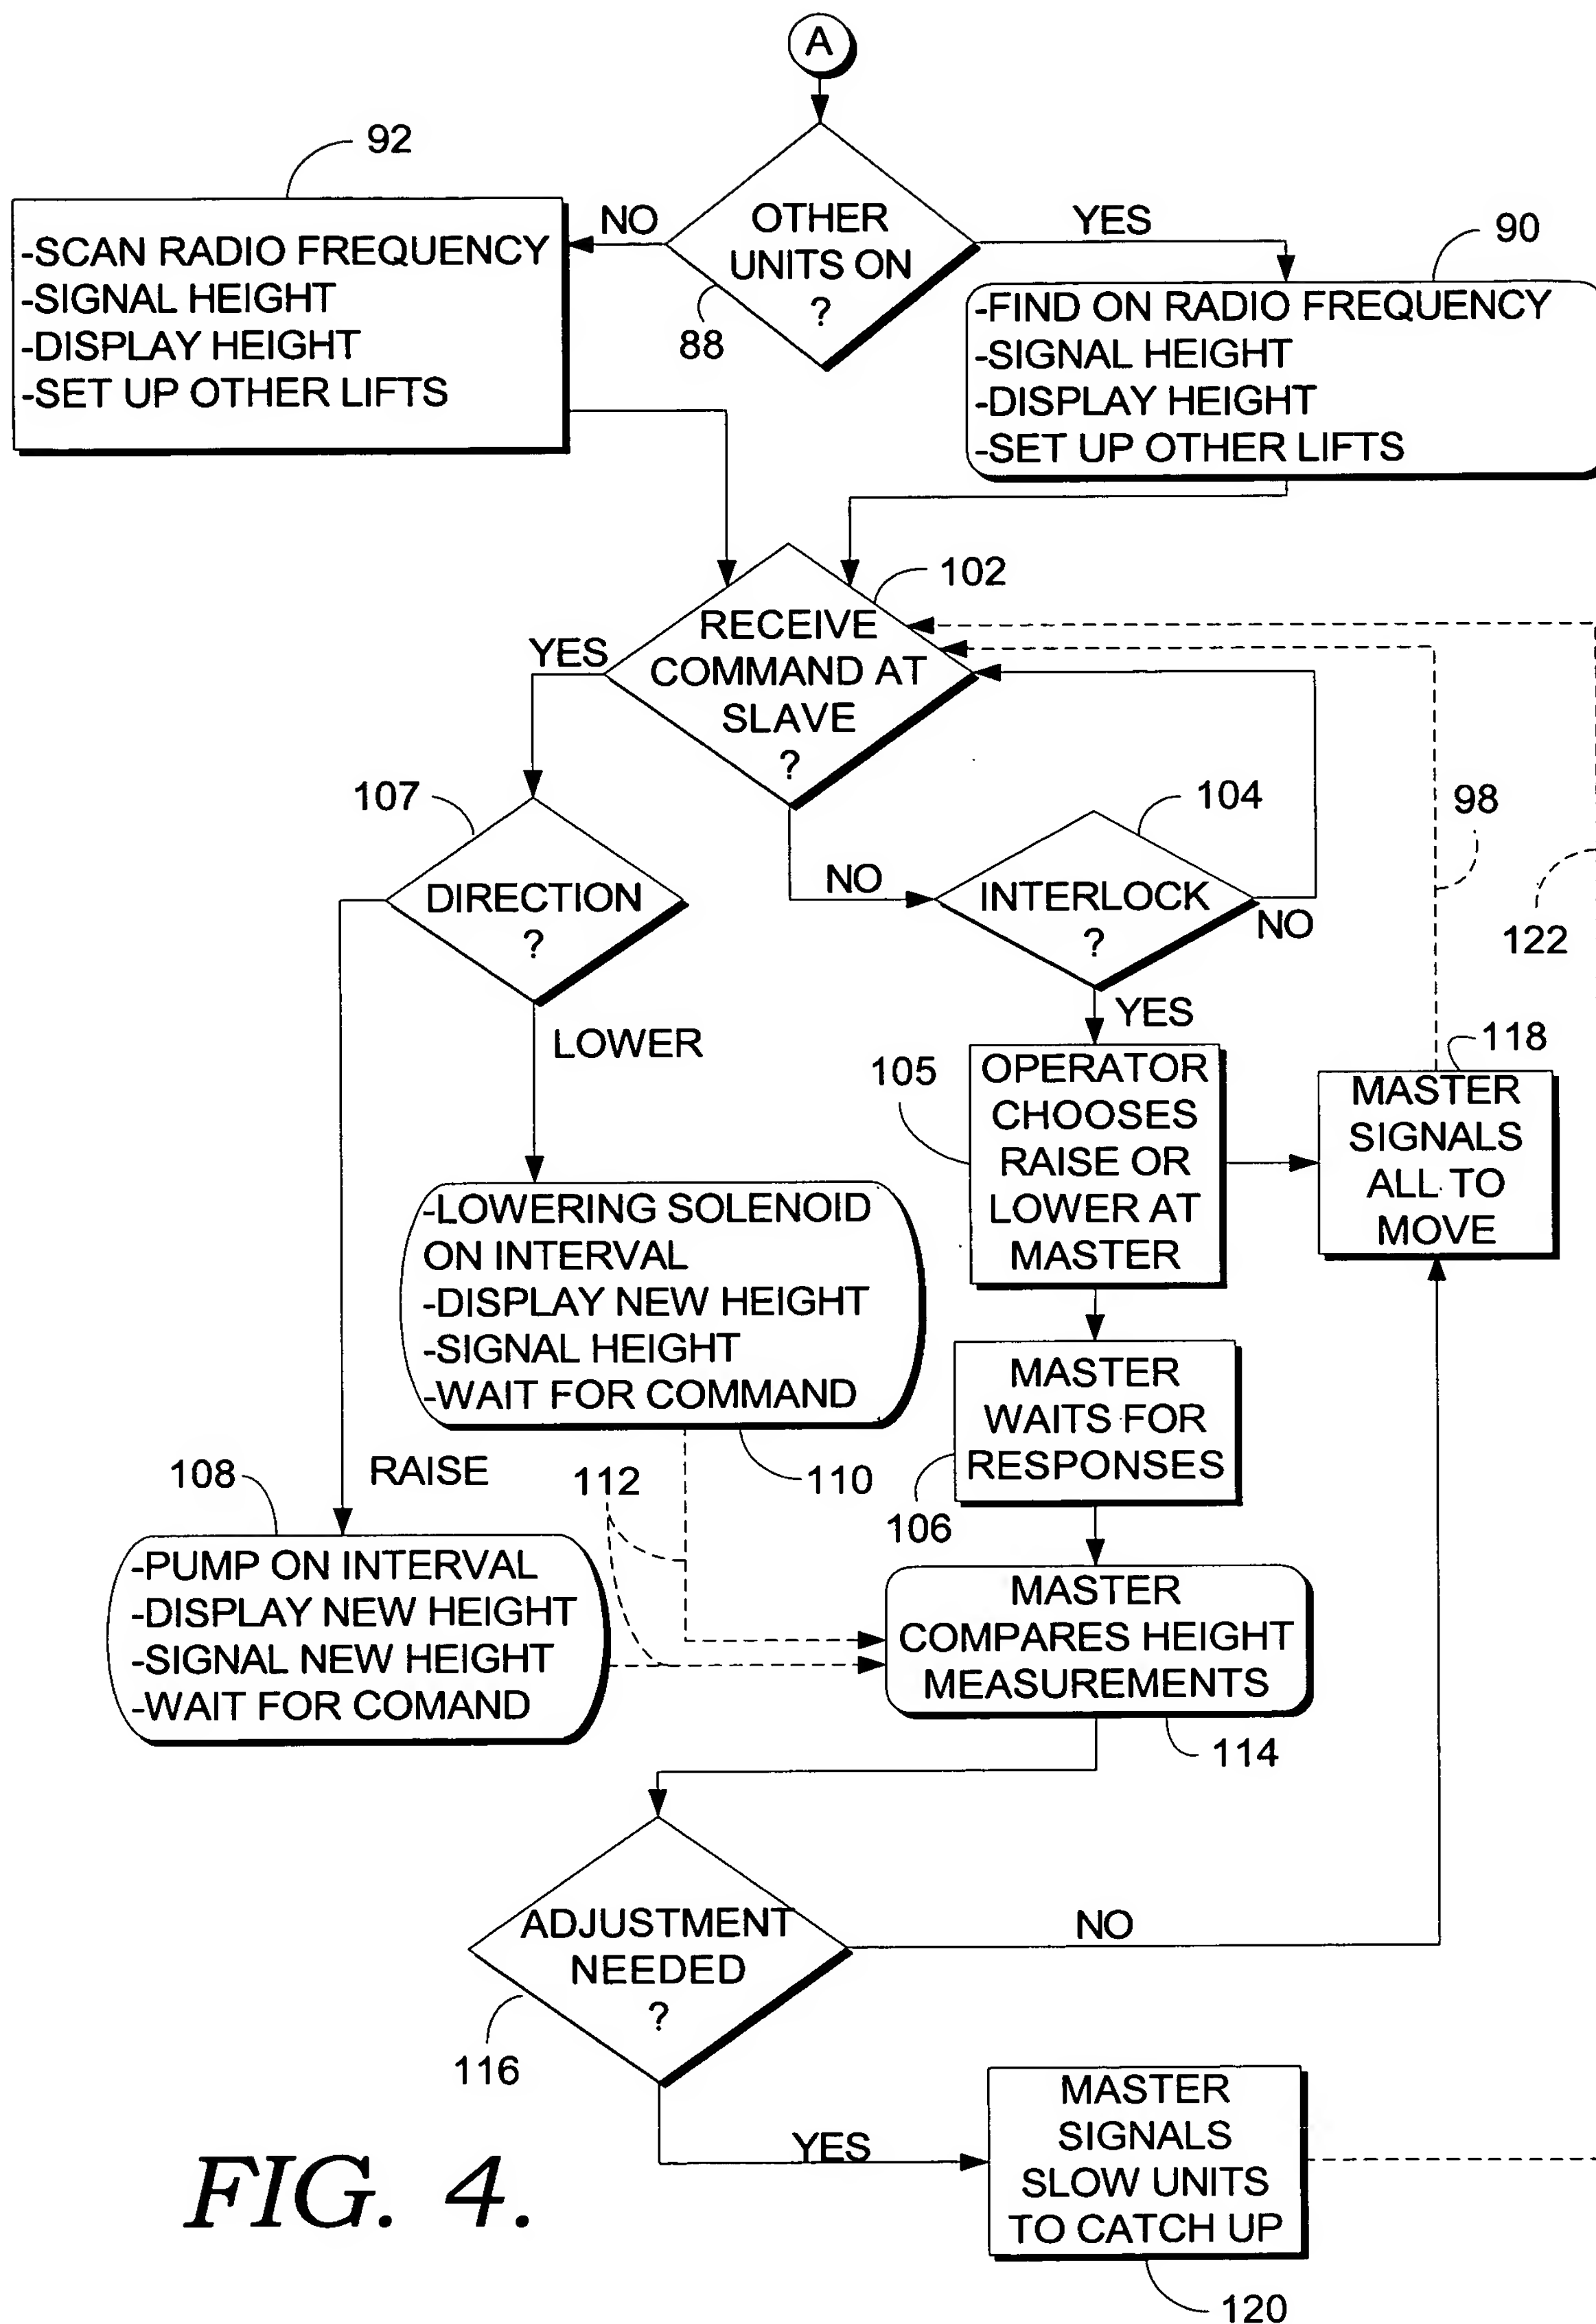 A
92
-SCAN RADIO FREQUENCY
-SIGNAL HEIGHT
-DISPLAY HEIGHT
-SET UP OTHER LIFTS
NO
OTHER
UNITS ON
?
88
YES
90
-FIND ON RADIO FREQUENCY
-SIGNAL HEIGHT
-DISPLAY HEIGHT
-SET UP OTHER LIFTS
102
RECEIVE
COMMAND AT
SLAVE
?
YES
107
DIRECTION
?
NO
104
INTERLOCK
?
NO
98
122
YES
LOWER
105
OPERATOR
CHOOSES
RAISE OR
LOWER AT
MASTER
118
MASTER
SIGNALS
ALL TO
MOVE
-LOWERING SOLENOID
ON INTERVAL
-DISPLAY NEW HEIGHT
-SIGNAL HEIGHT
-WAIT FOR COMMAND
110
MASTER
WAITS FOR
RESPONSES
106
108
RAISE
112
-PUMP ON INTERVAL
-DISPLAY NEW HEIGHT
-SIGNAL NEW HEIGHT
-WAIT FOR COMAND
MASTER
COMPARES HEIGHT
MEASUREMENTS
114
ADJUSTMENT
NEEDED
?
116
NO
YES
MASTER
SIGNALS
SLOW UNITS
TO CATCH UP
120
FIG. 4.